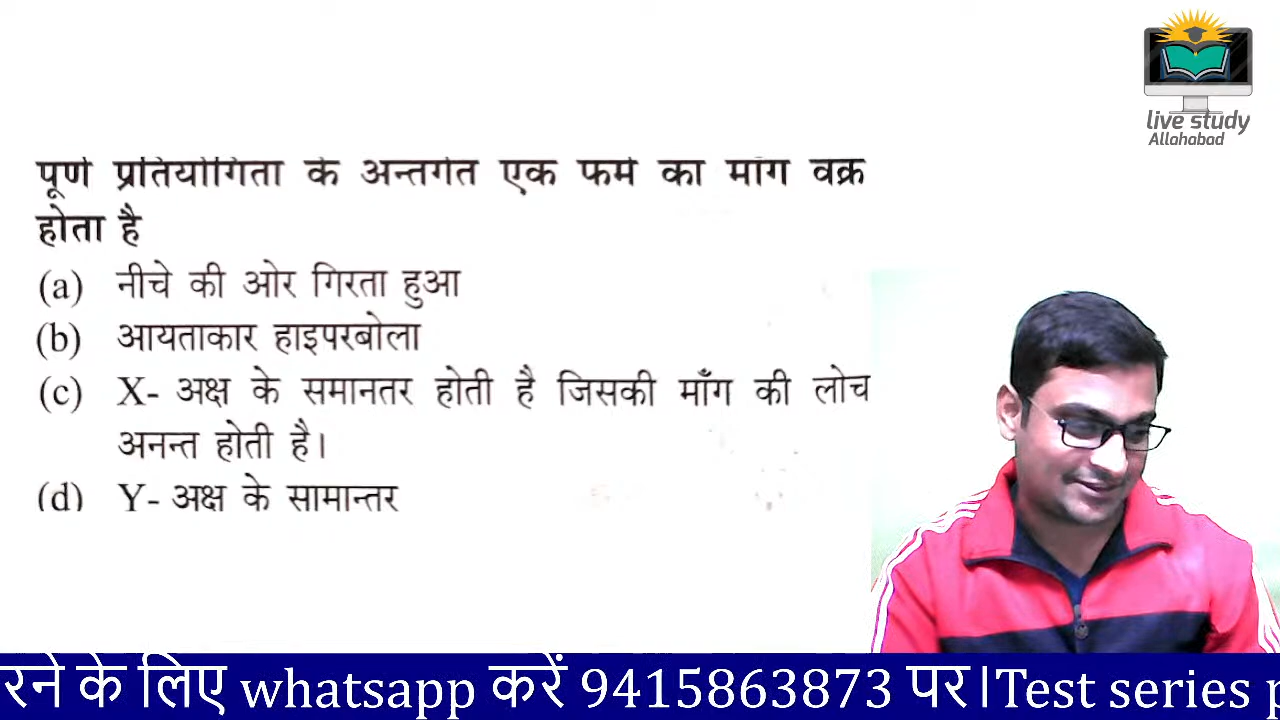 live study
Allahabad
पूर्ण प्रतियोगिता के अन्तर्गत एक फर्म का माँग वक्र
होता है
(a) नीचे की ओर गिरता हुआ
(b) आयताकार हाइपरबोला
(c) X- अक्ष के समानतर होती है जिसकी माँग की लोच
अनन्त होती है।
(d) Y- अक्ष के सामान्तर
रने के लिए whatsapp करें 9415863873 पर।Test series p